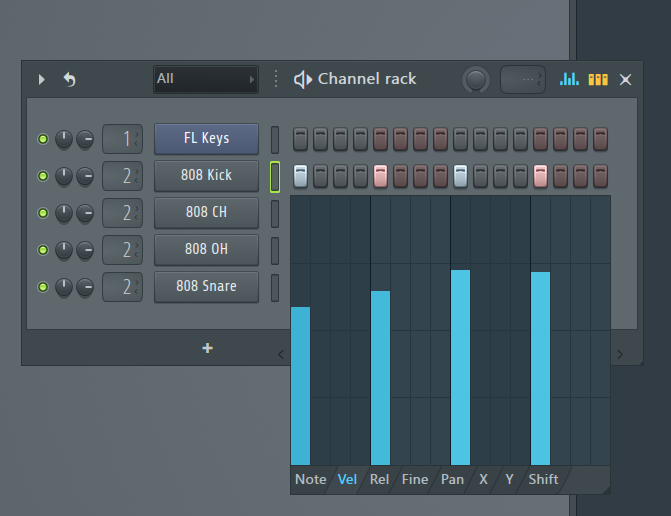 All
Channel rack
1 FL Keys
2 808 Kick
2 808 CH
2 808 OH
2 808 Snare
Note Vel Rel Fine Pan X Y Shift